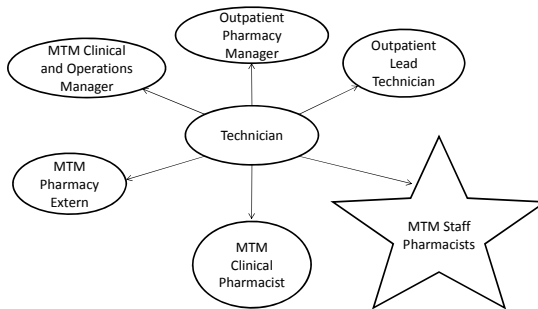 Outpatient
Pharmacy
Manager
MTM Clinical
and Operations
Manager
Outpatient
Lead
Technician
Technician
MTM
Pharmacy
Extern
MTM
Clinical
Pharmacist
MTM Staff
Pharmacists